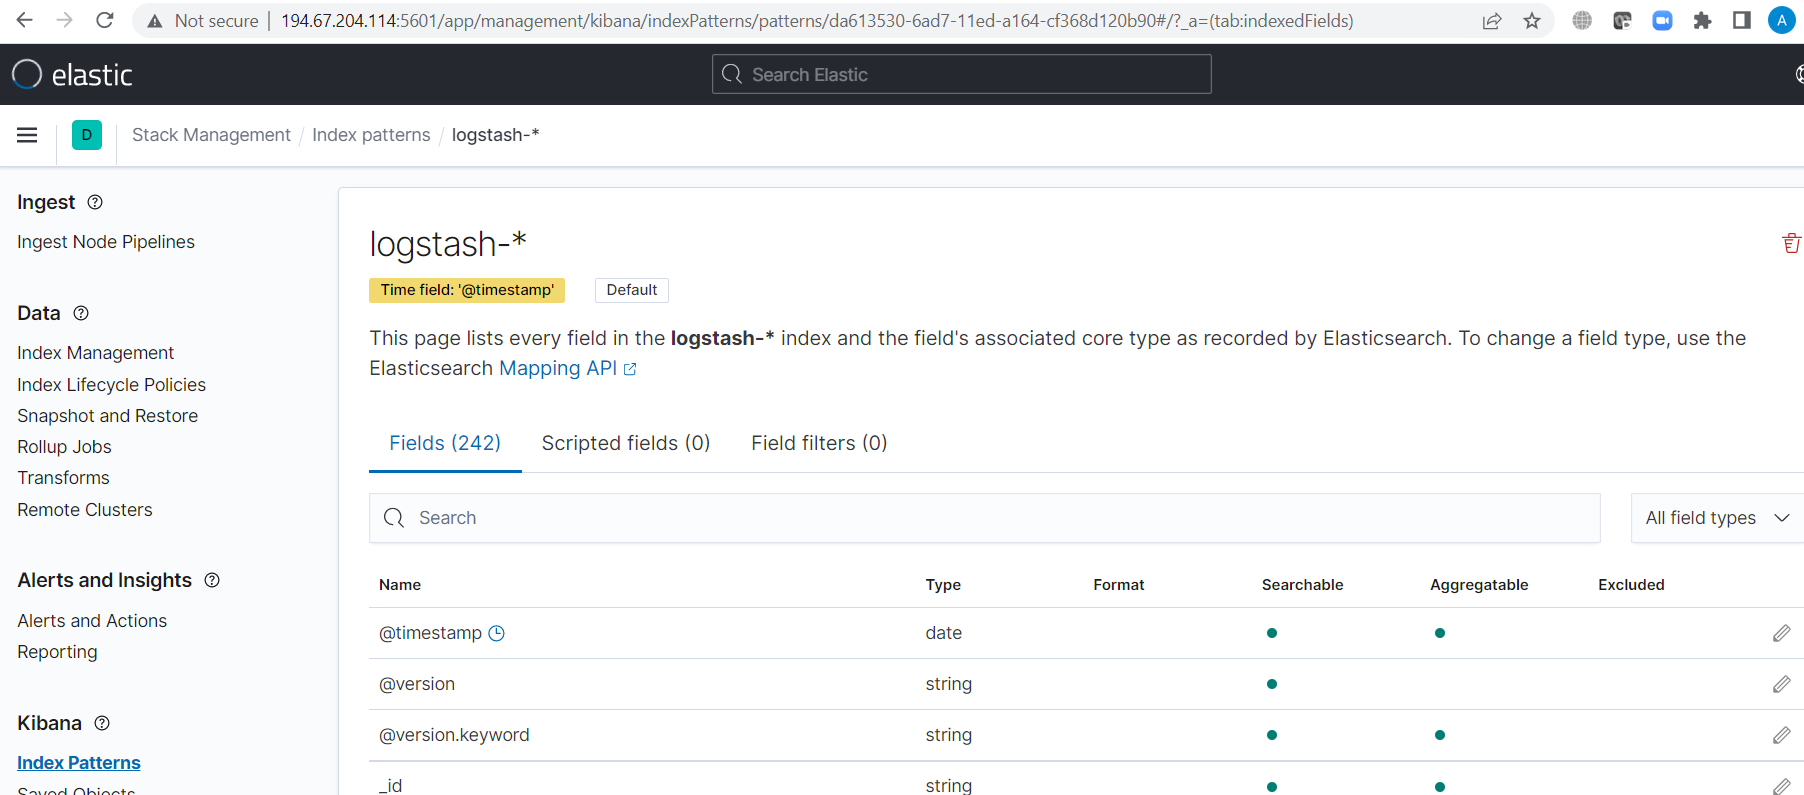 Not secure | 194.67.204.114:5601/app/management/kibana/indexPatterns/patterns/da613530-6ad7-11ed-a164-cf368d120b90#/?_a=(tab:indexedFields)
A
elastic
Search Elastic
D
Stack Management / Index patterns / logstash-*
Ingest
Ingest Node Pipelines
Data
Index Management
Index Lifecycle Policies
Snapshot and Restore
Rollup Jobs
Transforms
Remote Clusters
Alerts and Insights
Alerts and Actions
Reporting
Kibana
Index Patterns
Saved Objects
logstash-*
Time field: '@timestamp'
Default
This page lists every field in the logstash-* index and the field's associated core type as recorded by Elasticsearch. To change a field type, use the
Elasticsearch Mapping API
Fields (242)
Scripted fields (0)
Field filters (0)
Search
All field types
Name Type Format Searchable Aggregatable Excluded
@timestamp date
@version string
@version.keyword string
_id string